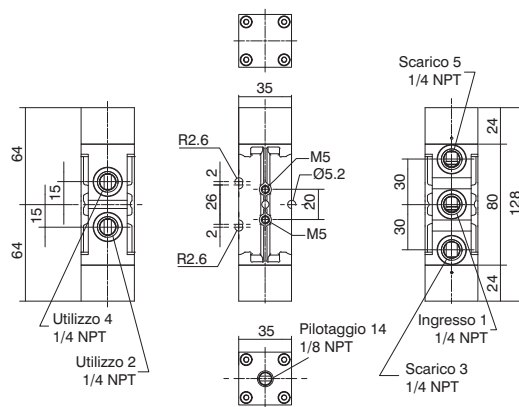 35
Scarico 5
1/4 NPT
64
64
15
15
Utilizzo 4
1/4 NPT
Utilizzo 2
1/4 NPT
R2.6
2
26
2
R2.6
M5
Ø5.2
20
M5
30
30
24
80
24
128
Ingresso 1
1/4 NPT
Scarico 3
1/4 NPT
35
Pilotaggio 14
1/8 NPT